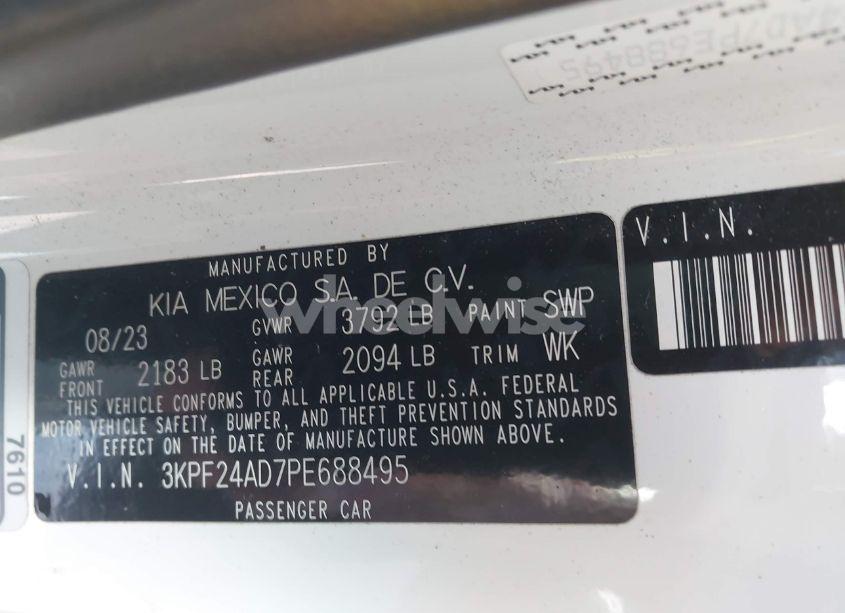 4AD7PE688495
MANUFACTURED BY
KIA MEXICO S.A. DE C.V.
08/23 GVWR 3792 LB PAINT SWP
GAWR FRONT 2183 LB GAWR REAR 2094 LB TRIM WK
THIS VEHICLE CONFORMS TO ALL APPLICABLE U.S.A. FEDERAL
MOTOR VEHICLE SAFETY, BUMPER, AND THEFT PREVENTION STANDARDS
IN EFFECT ON THE DATE OF MANUFACTURE SHOWN ABOVE.
V.I.N. 3KPF24AD7PE688495
PASSENGER CAR
V.I.N.
7610
wheelwise